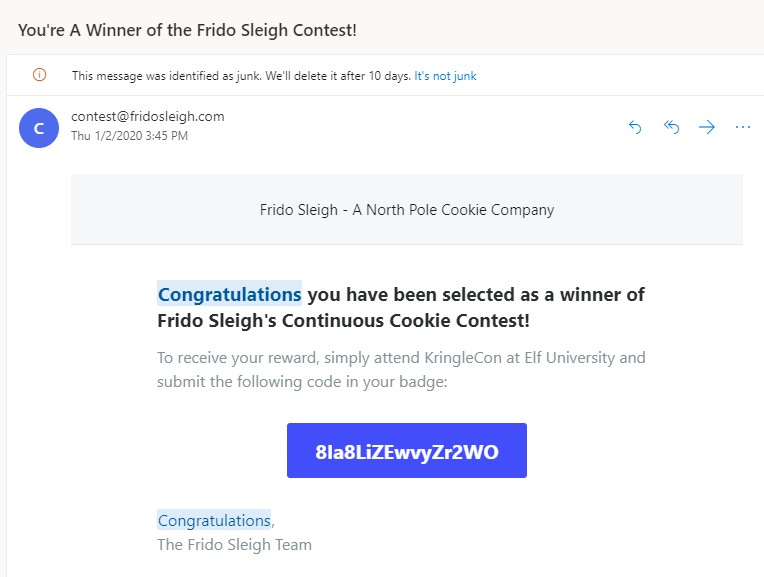 You're A Winner of the Frido Sleigh Contest!
This message was identified as junk. We'll delete it after 10 days. It's not junk
C
contest@fridosleigh.com
Thu 1/2/2020 3:45 PM
Frido Sleigh - A North Pole Cookie Company
Congratulations you have been selected as a winner of
Frido Sleigh's Continuous Cookie Contest!
To receive your reward, simply attend KringleCon at Elf University and
submit the following code in your badge:
8Ia8LiZEwvyZr2WO
Congratulations,
The Frido Sleigh Team